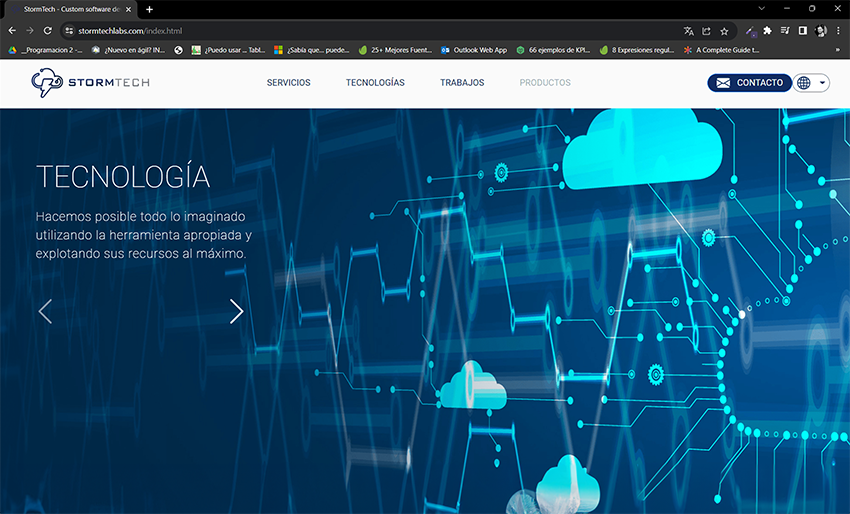 StormTech - Custom software de
stormtechlabs.com/index.html
__Programacion 2 -...
¿Nuevo en ágil? IN...
¿Puedo usar ... Tabl...
¿Sabía que... puede...
25+ Mejores Fuent...
Outlook Web App
66 ejemplos de KPI...
8 Expresiones regul...
A Complete Guide t...
»
STORMTECH
SERVICIOS
TECNOLOGÍAS
TRABAJOS
PRODUCTOS
CONTACTO
TECNOLOGÍA
Hacemos posible todo lo imaginado
utilizando la herramienta apropiada y
explotando sus recursos al máximo.